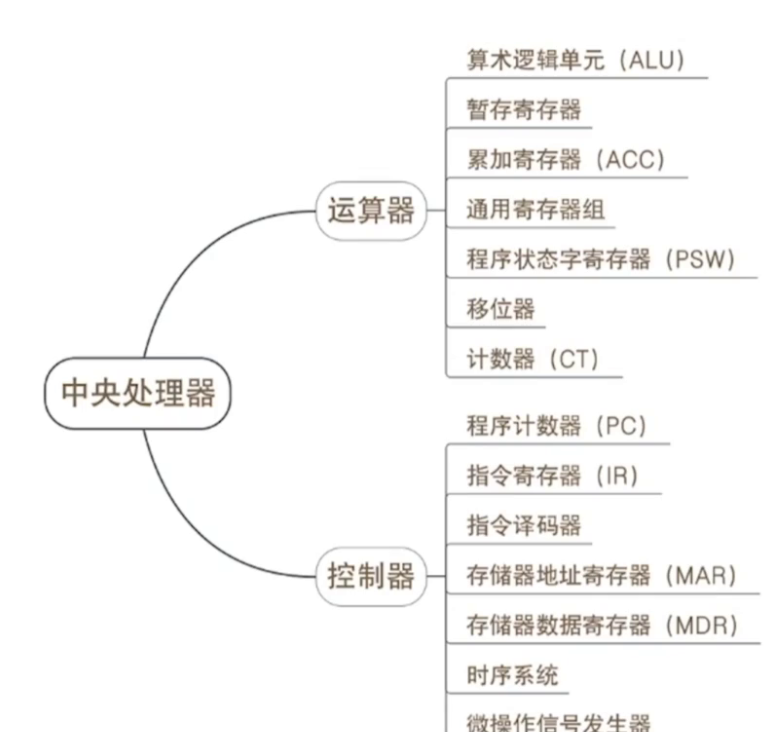 中央处理器
运算器
算术逻辑单元（ALU）
暂存寄存器
累加寄存器（ACC）
通用寄存器组
程序状态字寄存器（PSW）
移位器
计数器（CT）
控制器
程序计数器（PC）
指令寄存器（IR）
指令译码器
存储器地址寄存器（MAR）
存储器数据寄存器（MDR）
时序系统
微操作信号发生器